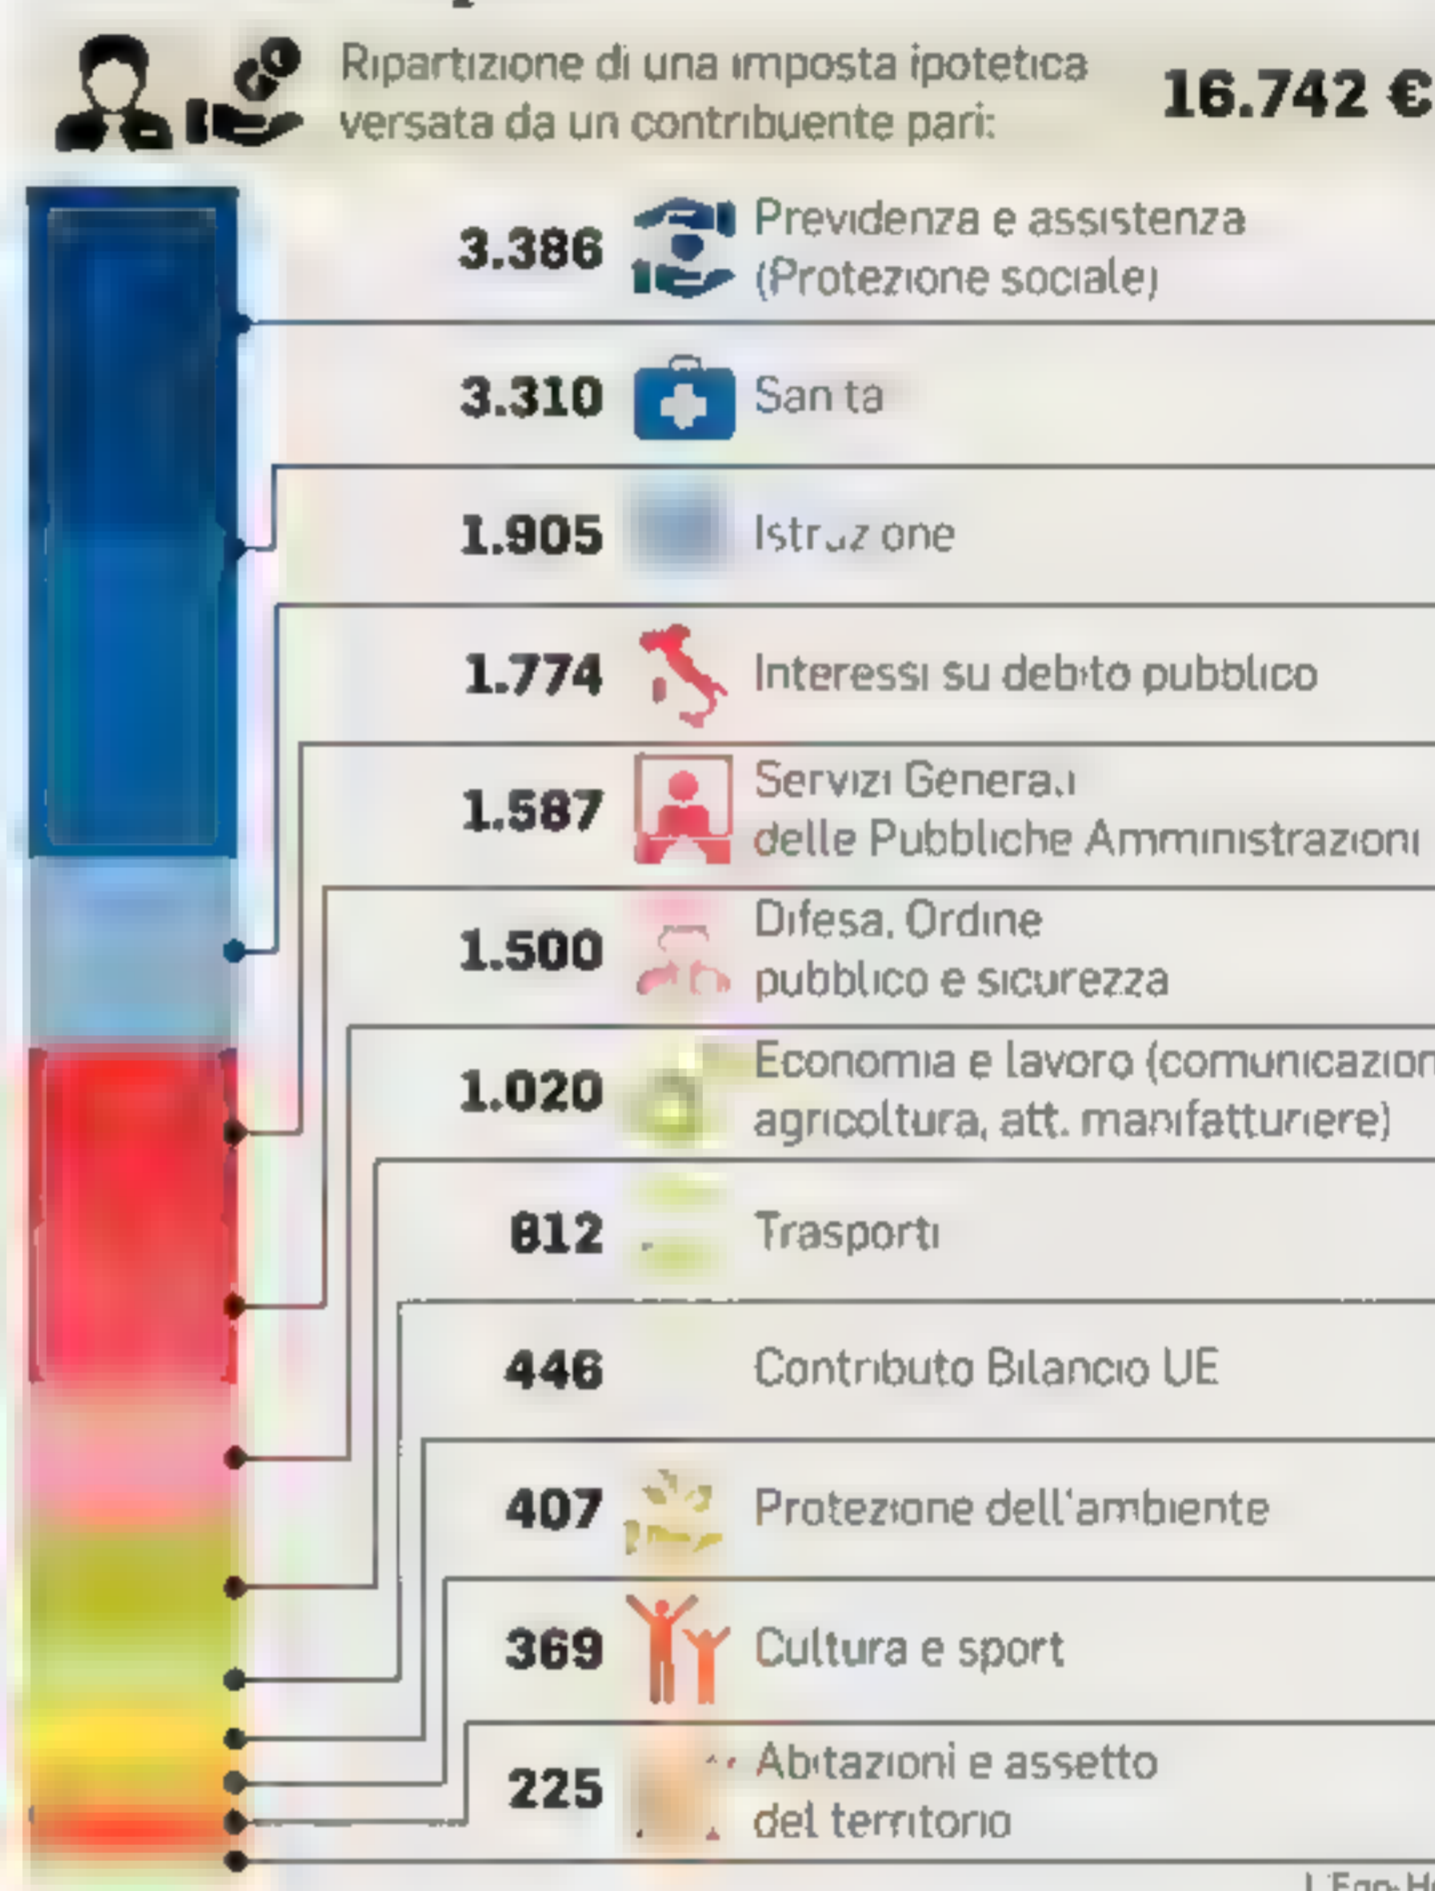 Ripartizione di una imposta ipotetica
versata da un contribuente pari:
16.742 €
3.386
Previdenza e assistenza
(Protezione sociale)
3.310
Sanita
1.905
Istruzione
1.774
Interessi su debito pubblico
1.587
Servizi Generali
delle Pubbliche Amministrazioni
1.500
Difesa, Ordine
pubblico e sicurezza
1.020
Economia e lavoro (comunicazion
agricoltura, att. manifatturiere)
812
Trasporti
446
Contributo Bilancio UE
407
Protezione dell'ambiente
369
Cultura e sport
225
Abitazioni e assetto
del territorio